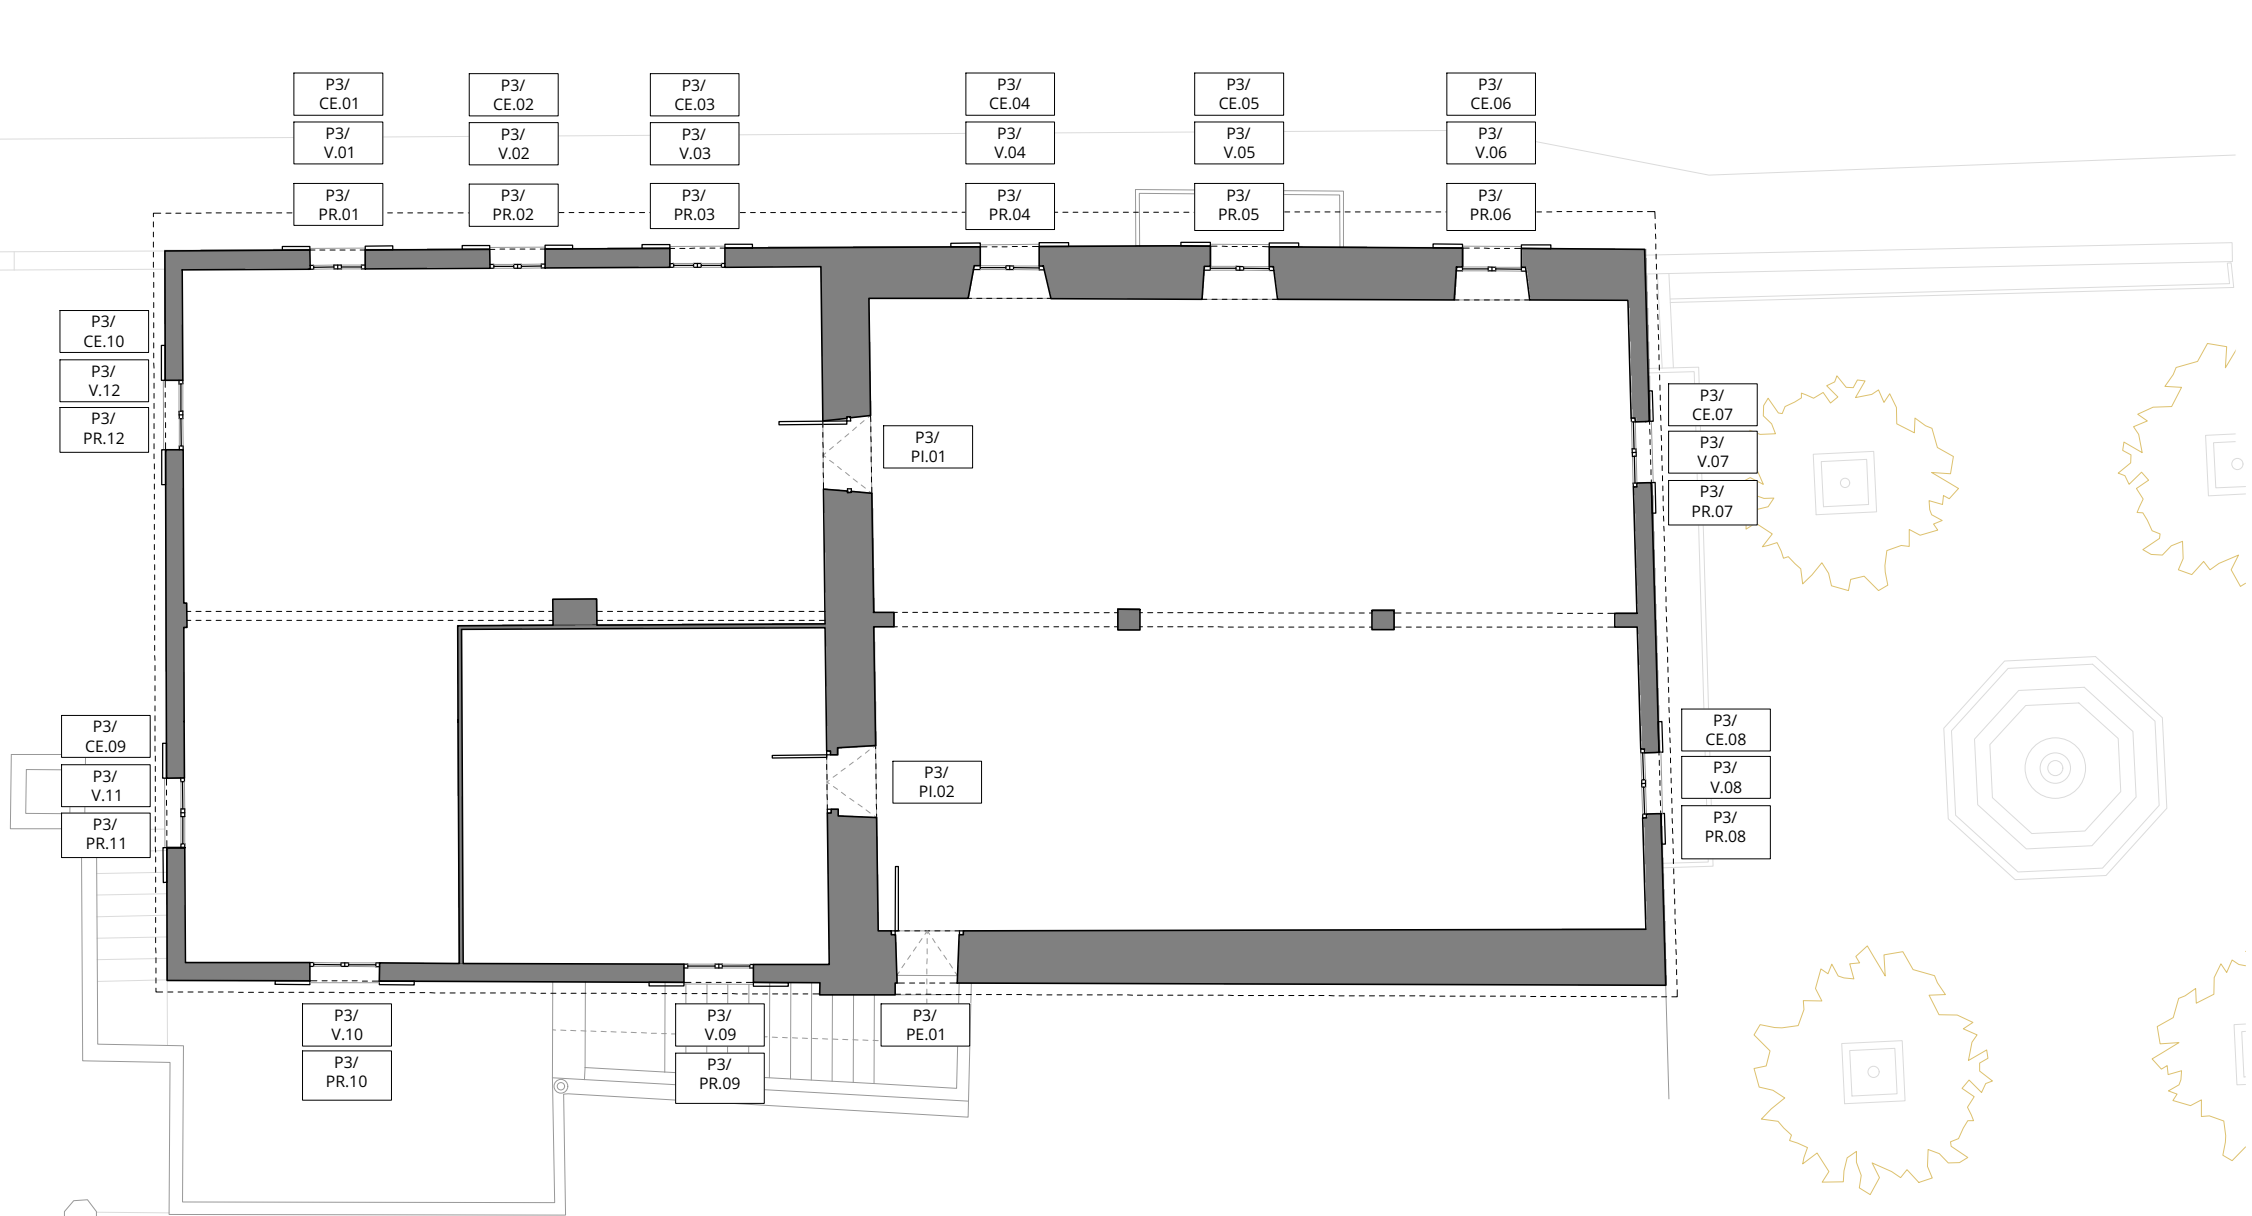 P3/
CE.01
P3/
V.01
P3/
PR.01
P3/
CE.02
P3/
V.02
P3/
PR.02
P3/
CE.03
P3/
V.03
P3/
PR.03
P3/
CE.04
P3/
V.04
P3/
PR.04
P3/
CE.05
P3/
V.05
P3/
PR.05
P3/
CE.06
P3/
V.06
P3/
PR.06
P3/
CE.10
P3/
V.12
P3/
PR.12
P3/
PI.01
P3/
CE.07
P3/
V.07
P3/
PR.07
P3/
CE.09
P3/
V.11
P3/
PR.11
P3/
PI.02
P3/
CE.08
P3/
V.08
P3/
PR.08
P3/
V.10
P3/
PR.10
P3/
V.09
P3/
PR.09
P3/
PE.01